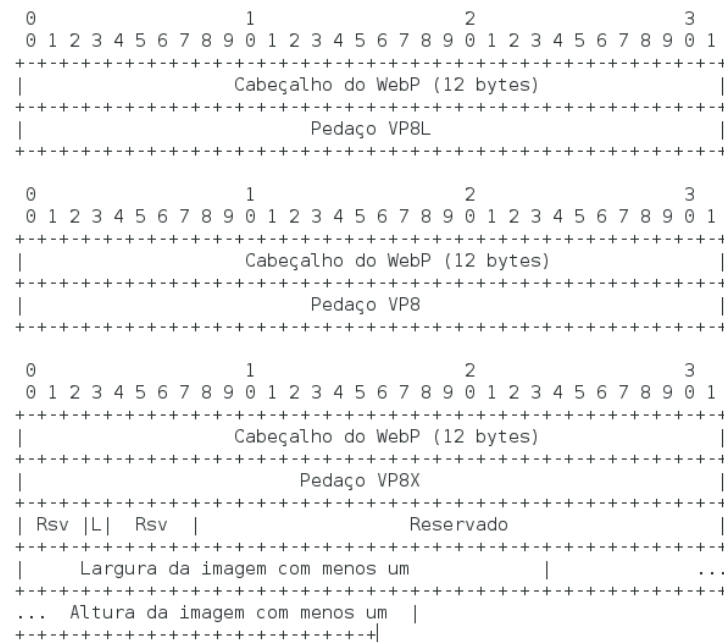 0                   1                   2                   3
0 1 2 3 4 5 6 7 8 9 0 1 2 3 4 5 6 7 8 9 0 1 2 3 4 5 6 7 8 9 0 1
+-+-+-+-+-+-+-+-+-+-+-+-+-+-+-+-+-+-+-+-+-+-+-+-+-+-+-+-+-+-+-+-+
| Cabeçalho do WebP (12 bytes) |
+-+-+-+-+-+-+-+-+-+-+-+-+-+-+-+-+-+-+-+-+-+-+-+-+-+-+-+-+-+-+-+-+
| Pedaço VP8L |
+-+-+-+-+-+-+-+-+-+-+-+-+-+-+-+-+-+-+-+-+-+-+-+-+-+-+-+-+-+-+-+-+
0                   1                   2                   3
0 1 2 3 4 5 6 7 8 9 0 1 2 3 4 5 6 7 8 9 0 1 2 3 4 5 6 7 8 9 0 1
+-+-+-+-+-+-+-+-+-+-+-+-+-+-+-+-+-+-+-+-+-+-+-+-+-+-+-+-+-+-+-+-+
| Cabeçalho do WebP (12 bytes) |
+-+-+-+-+-+-+-+-+-+-+-+-+-+-+-+-+-+-+-+-+-+-+-+-+-+-+-+-+-+-+-+-+
| Pedaço VP8 |
+-+-+-+-+-+-+-+-+-+-+-+-+-+-+-+-+-+-+-+-+-+-+-+-+-+-+-+-+-+-+-+-+
0                   1                   2                   3
0 1 2 3 4 5 6 7 8 9 0 1 2 3 4 5 6 7 8 9 0 1 2 3 4 5 6 7 8 9 0 1
+-+-+-+-+-+-+-+-+-+-+-+-+-+-+-+-+-+-+-+-+-+-+-+-+-+-+-+-+-+-+-+-+
| Cabeçalho do WebP (12 bytes) |
+-+-+-+-+-+-+-+-+-+-+-+-+-+-+-+-+-+-+-+-+-+-+-+-+-+-+-+-+-+-+-+-+
| Pedaço VP8X |
+-+-+-+-+-+-+-+-+-+-+-+-+-+-+-+-+-+-+-+-+-+-+-+-+-+-+-+-+-+-+-+-+
| Rsv |L| Rsv | Reservado |
+-+-+-+-+-+-+-+-+-+-+-+-+-+-+-+-+-+-+-+-+-+-+-+-+-+-+-+-+-+-+-+-+
| Largura da imagem com menos um | ...
+-+-+-+-+-+-+-+-+-+-+-+-+-+-+-+-+-+-+-+-+-+-+-+-+-+-+-+-+-+-+-+-+
... Altura da imagem com menos um |
+-+-+-+-+-+-+-+-+-+-+-+-+-+-+-+-+|